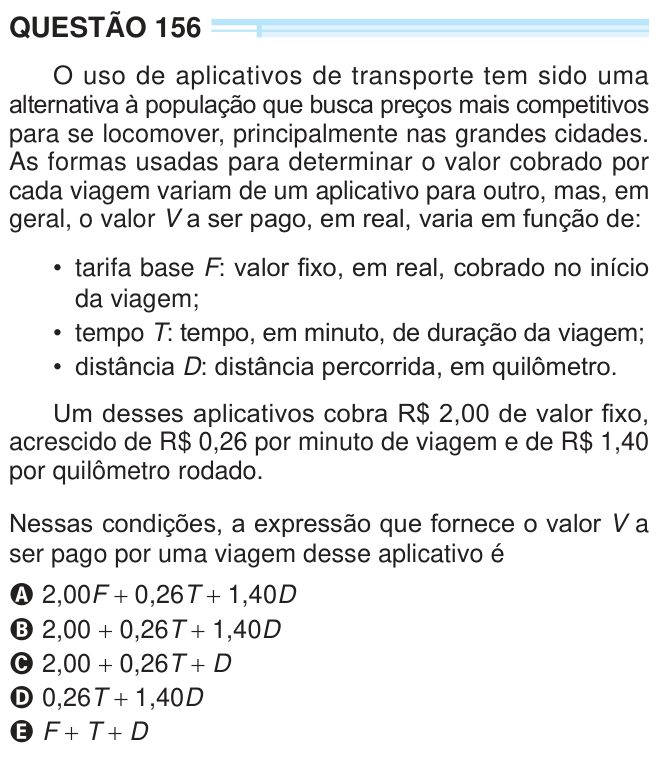 QUESTÃO 156
O uso de aplicativos de transporte tem sido uma
alternativa à população que busca preços mais competitivos
para se locomover, principalmente nas grandes cidades.
As formas usadas para determinar o valor cobrado por
cada viagem variam de um aplicativo para outro, mas, em
geral, o valor V a ser pago, em real, varia em função de:
• tarifa base F: valor fixo, em real, cobrado no início
da viagem;
• tempo T: tempo, em minuto, de duração da viagem;
• distância D: distância percorrida, em quilômetro.
Um desses aplicativos cobra R$ 2,00 de valor fixo,
acrescido de R$ 0,26 por minuto de viagem e de R$ 1,40
por quilômetro rodado.
Nessas condições, a expressão que fornece o valor V a
ser pago por uma viagem desse aplicativo é
A 2,00F + 0,26T + 1,40D
B 2,00 + 0,26T + 1,40D
C 2,00 + 0,26T + D
D 0,26T + 1,40D
E F + T + D